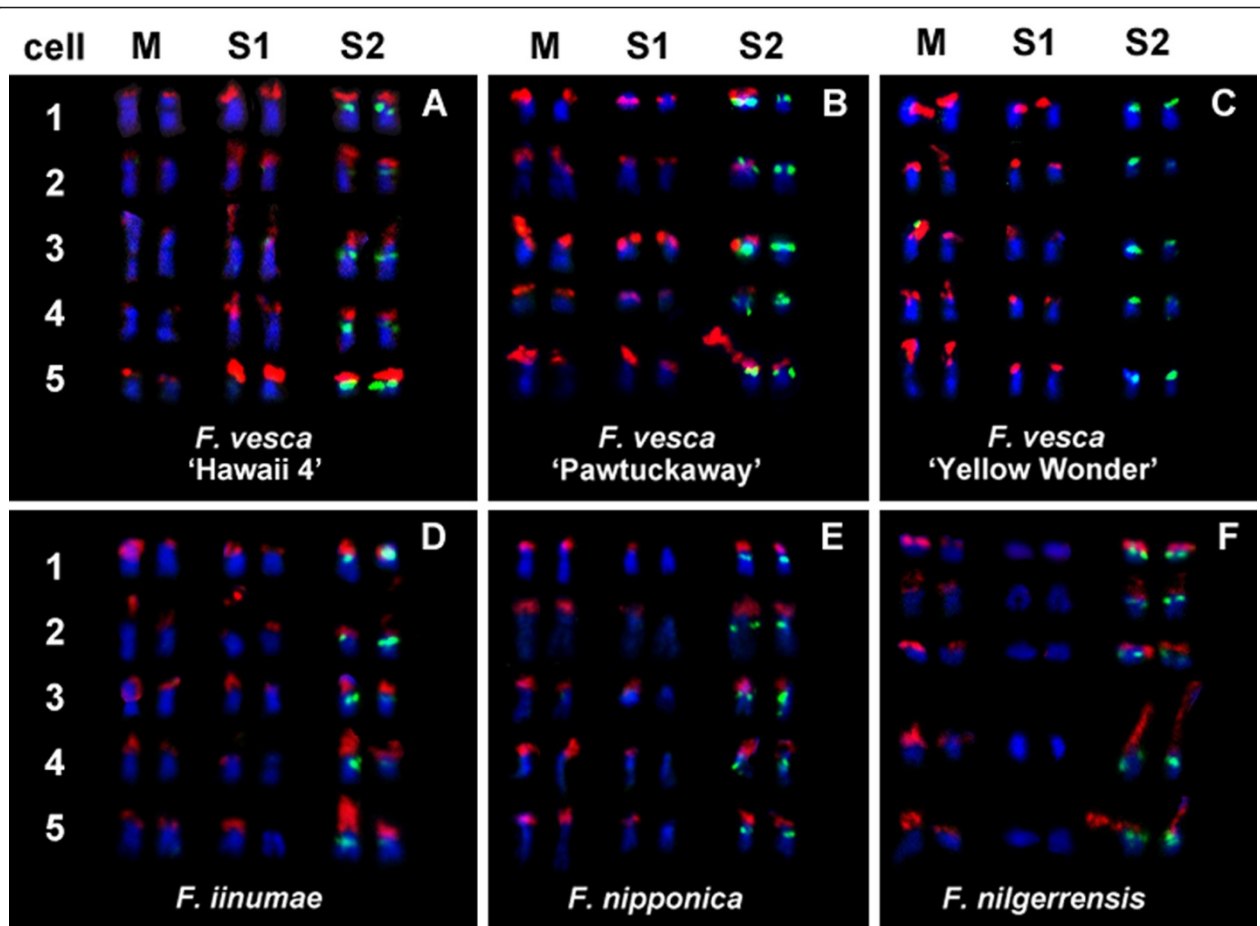 cell M S1 S2 M S1 S2 M S1 S2
A B C
1
2
3
4
5
F. vesca
'Hawaii 4'
F. vesca
'Pawtuckaway'
F. vesca
'Yellow Wonder'
D E F
1
2
3
4
5
F. iinumae
F. nipponica
F. nilgerrensis